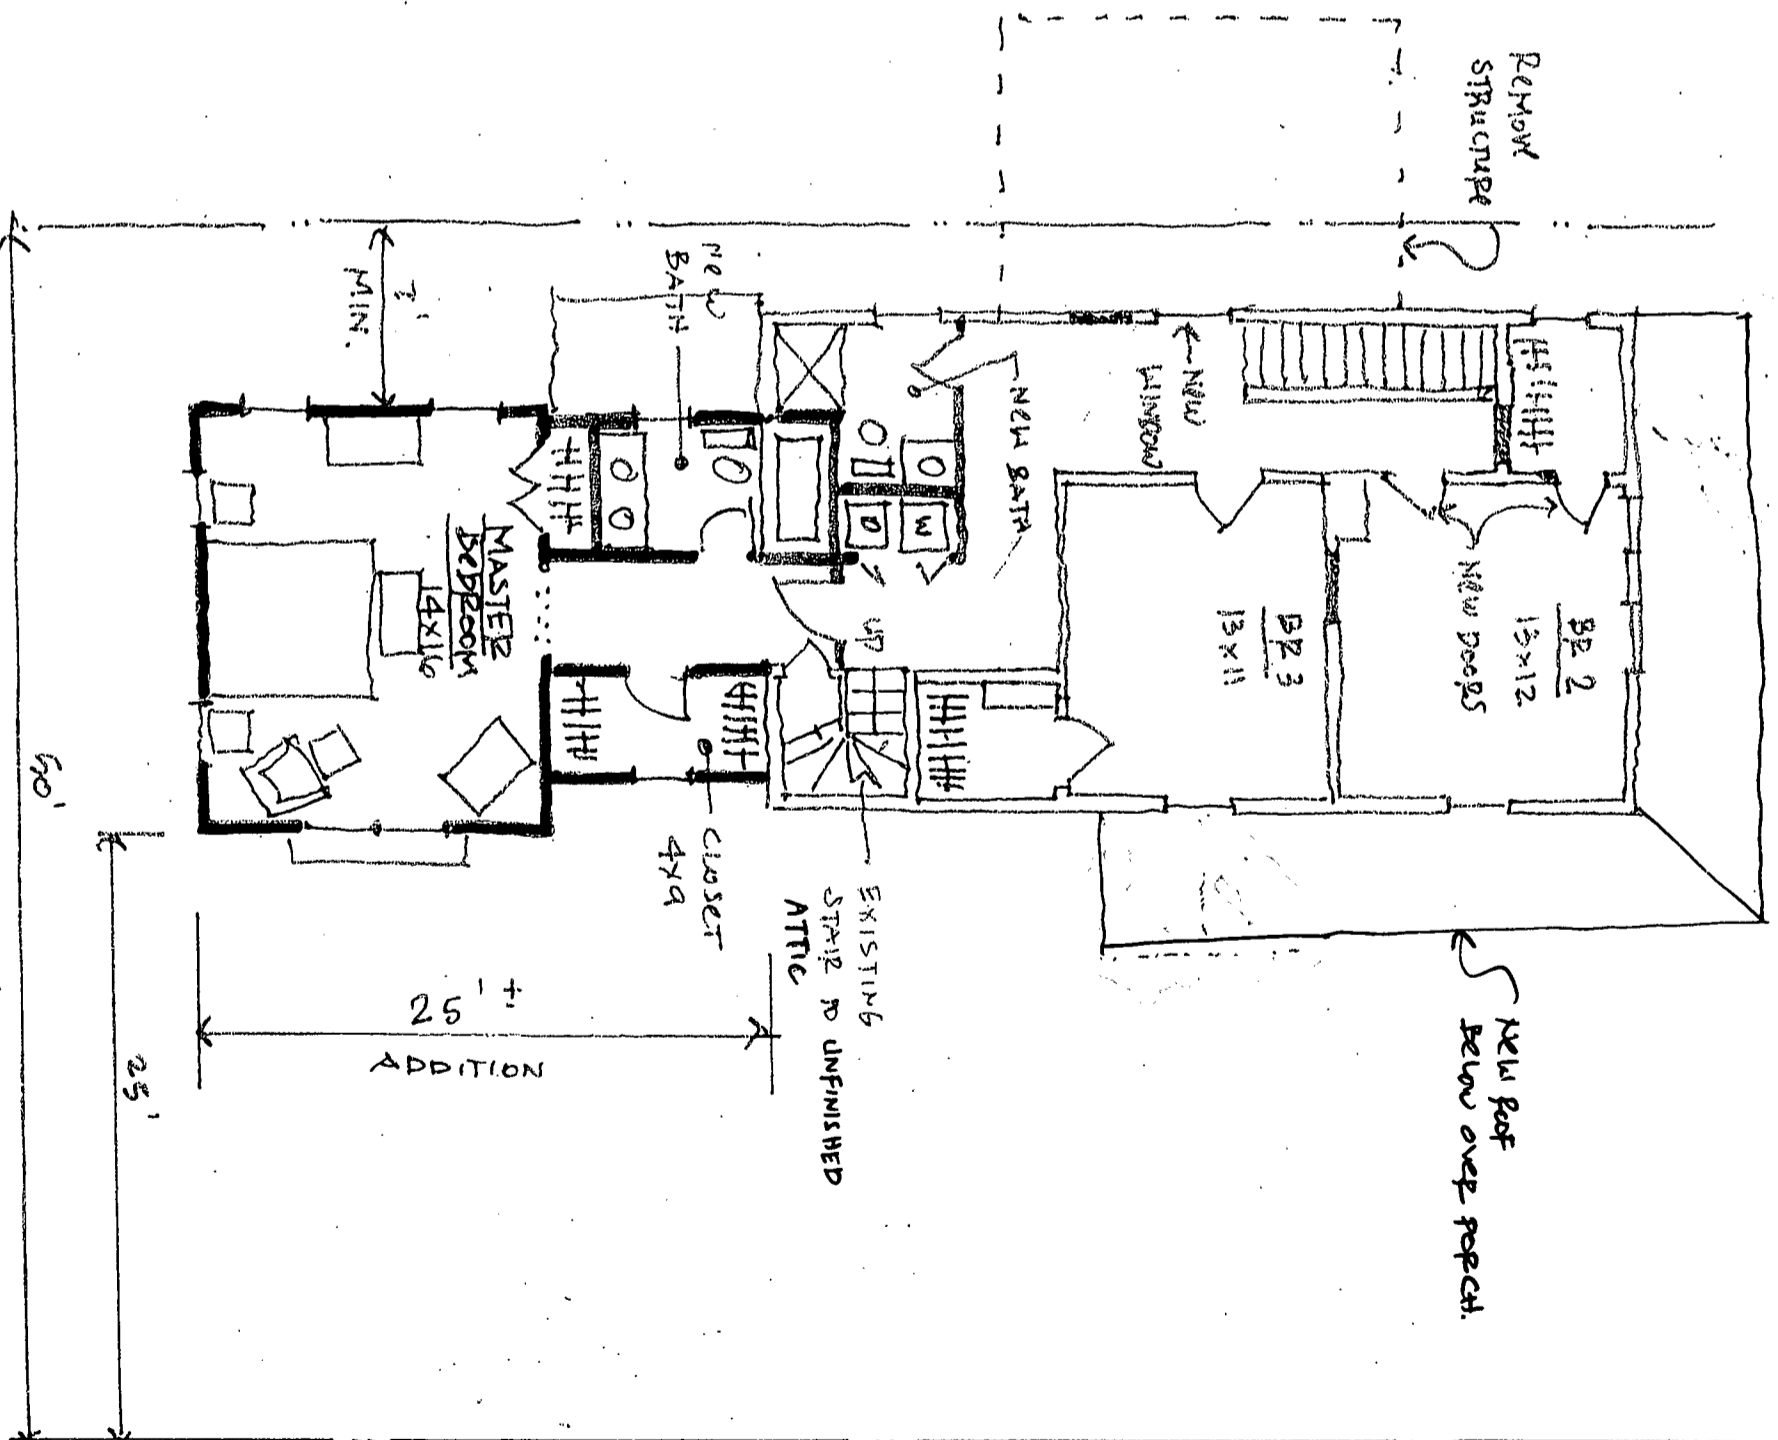 REMOVE
STRUCTURE
7'
MIN.
NEW
BATH
NEW
WINDOW
NEW BATH
D
W
UP
MASTER
BEDROOM
14x16
BR 3
13x11
BR 2
13x12
NEW DOORS
CLOSET
4x9
EXISTING
STAIR TO UNFINISHED
ATTIC
25' ±
ADDITION
NEW ROOF
BELOW OVER PORCH.
25'
50'